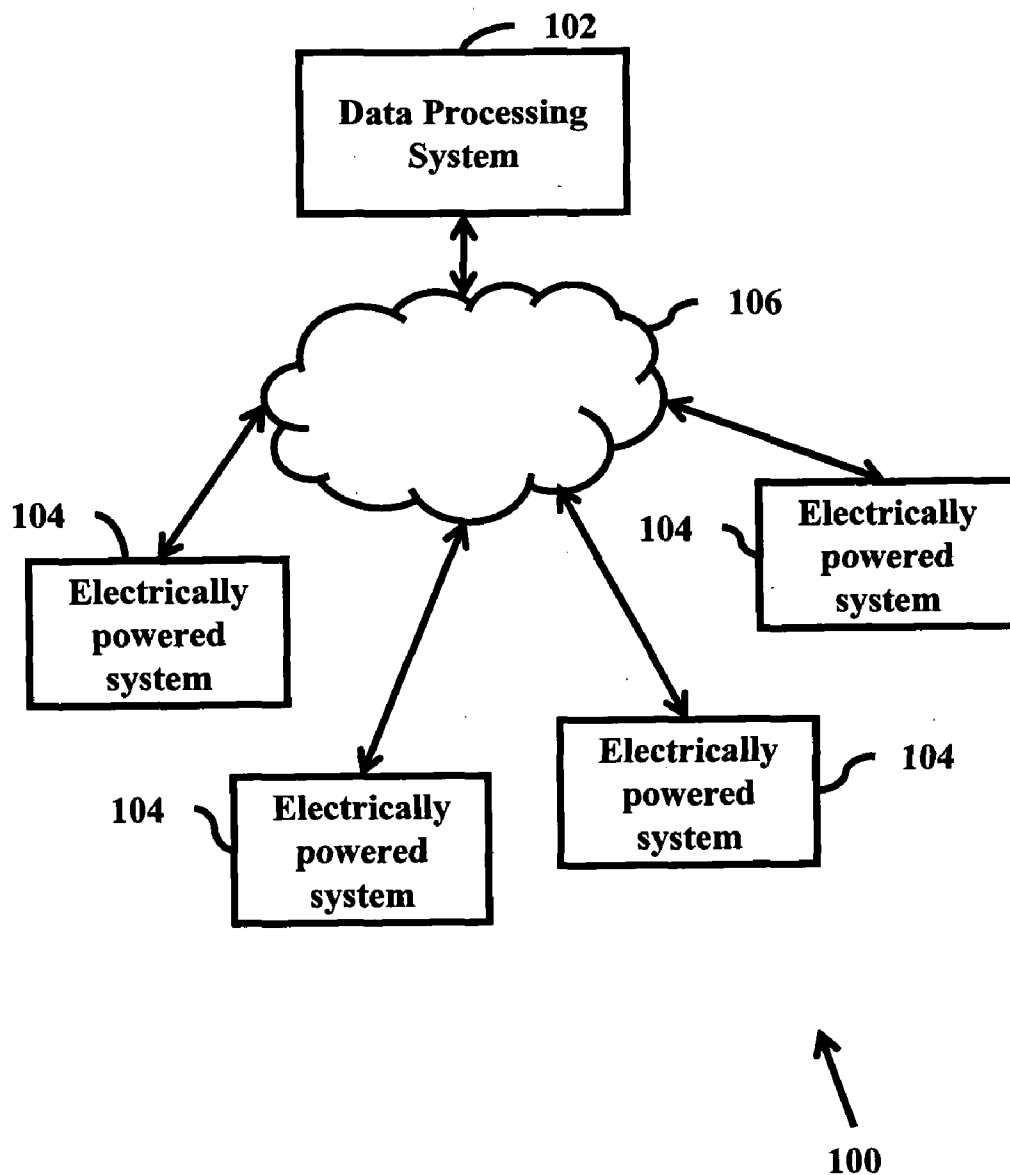 102
Data Processing
System
106
104
Electrically
powered
system
104
Electrically
powered
system
104
Electrically
powered
system
104
Electrically
powered
system
100